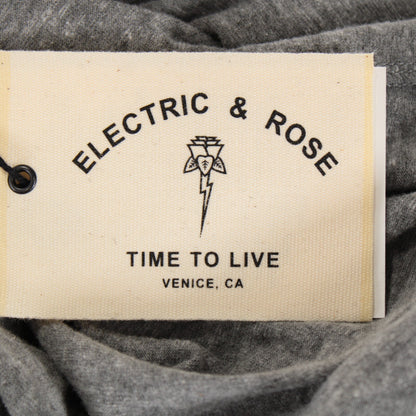 ELECTRIC & ROSE
TIME TO LIVE
VENICE, CA